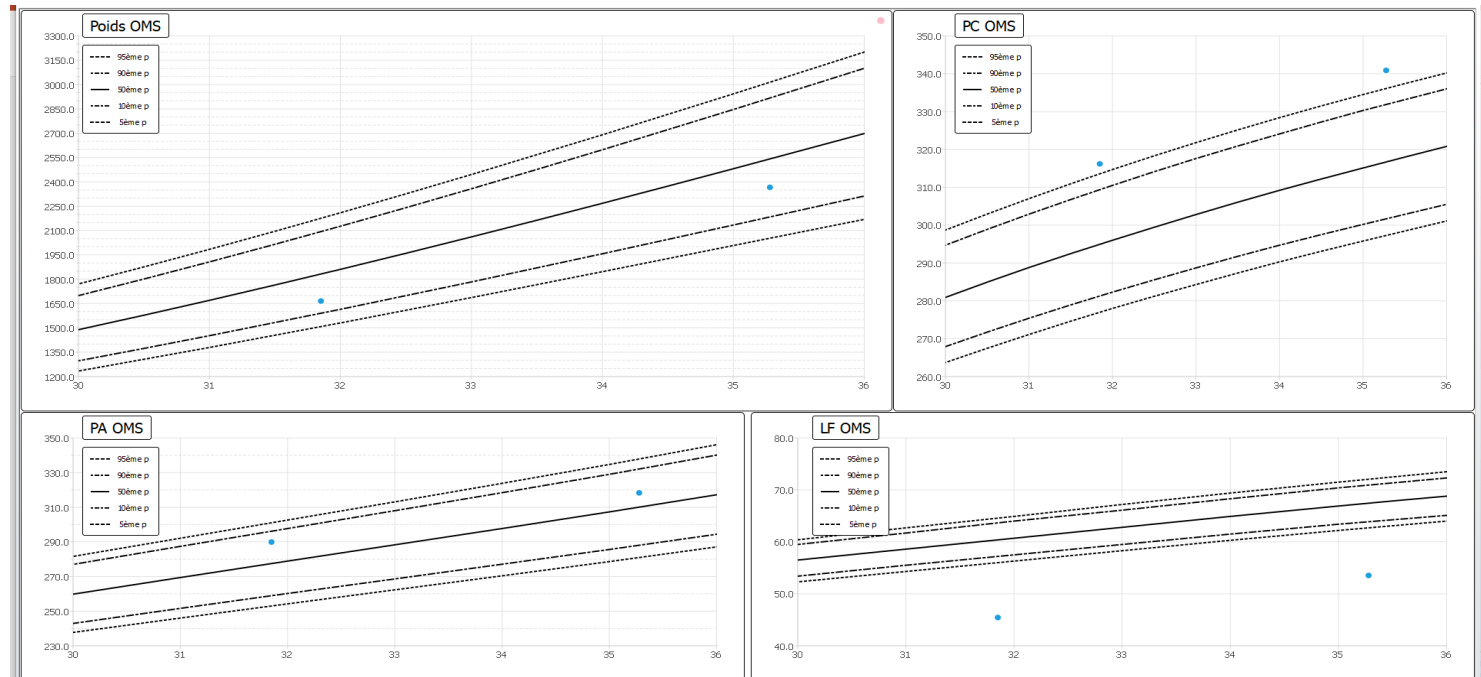 Poids OMS
95ème p
90ème p
50ème p
10ème p
5ème p
3300.0
3150.0
3000.0
2850.0
2700.0
2550.0
2400.0
2250.0
2100.0
1950.0
1800.0
1650.0
1500.0
1350.0
1200.0
30 31 32 33 34 35 36
PC OMS
95ème p
90ème p
50ème p
10ème p
5ème p
350.0
340.0
330.0
320.0
310.0
300.0
290.0
280.0
270.0
260.0
30 31 32 33 34 35 36
PA OMS
95ème p
90ème p
50ème p
10ème p
5ème p
350.0
330.0
310.0
290.0
270.0
250.0
230.0
30 31 32 33 34 35 36
LF OMS
95ème p
90ème p
50ème p
10ème p
5ème p
80.0
70.0
60.0
50.0
40.0
30 31 32 33 34 35 36